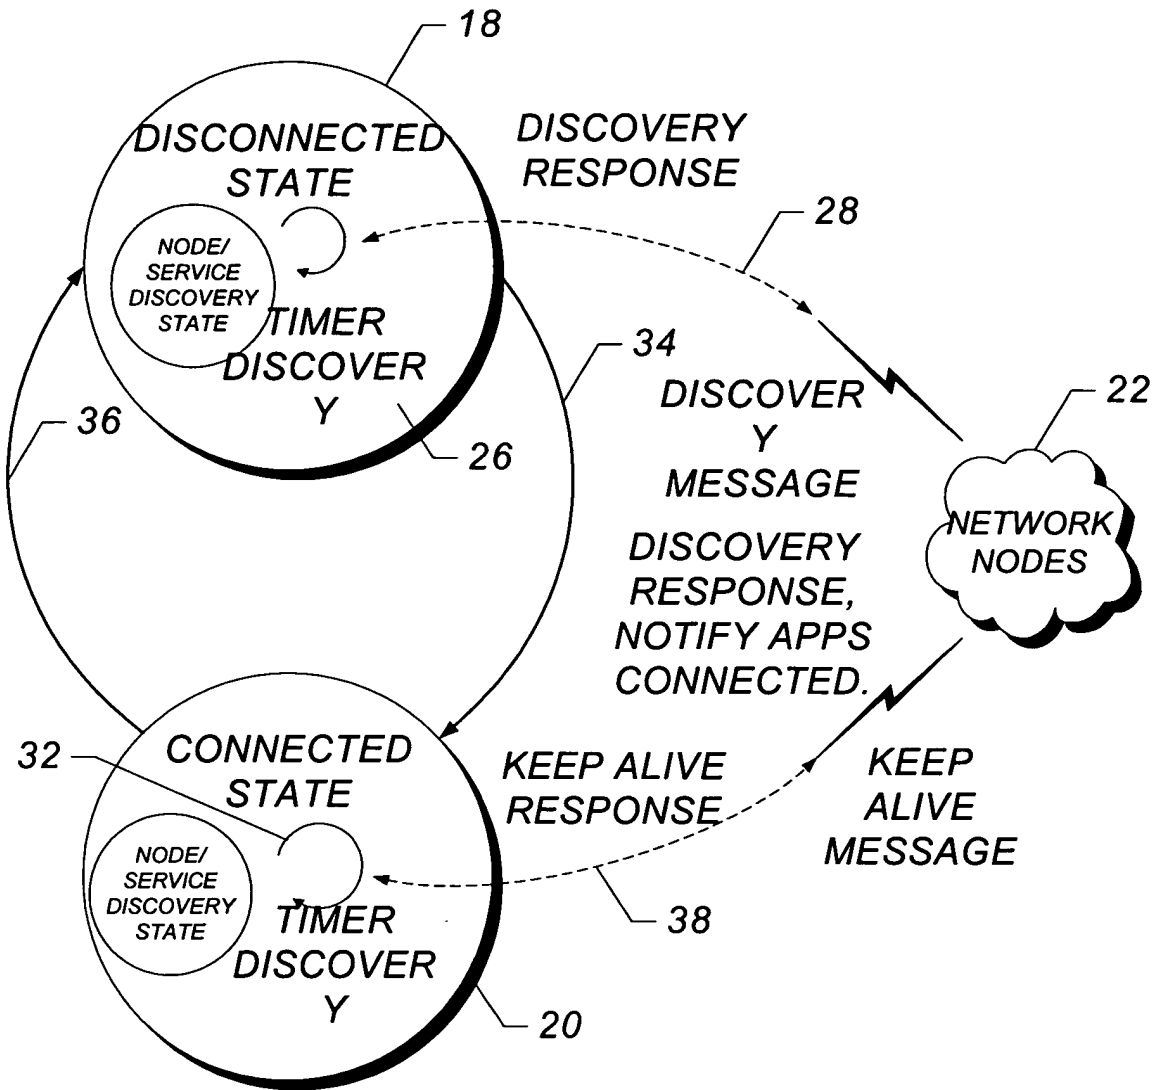 18
DISCONNECTED
STATE
NODE/
SERVICE
DISCOVERY
STATE
TIMER
DISCOVER
Y
26
DISCOVERY
RESPONSE
28
34
36
DISCOVER
Y
MESSAGE
22
NETWORK
NODES
DISCOVERY
RESPONSE,
NOTIFY APPS
CONNECTED.
32
CONNECTED
STATE
NODE/
SERVICE
DISCOVERY
STATE
TIMER
DISCOVER
Y
20
KEEP ALIVE
RESPONSE
38
KEEP
ALIVE
MESSAGE